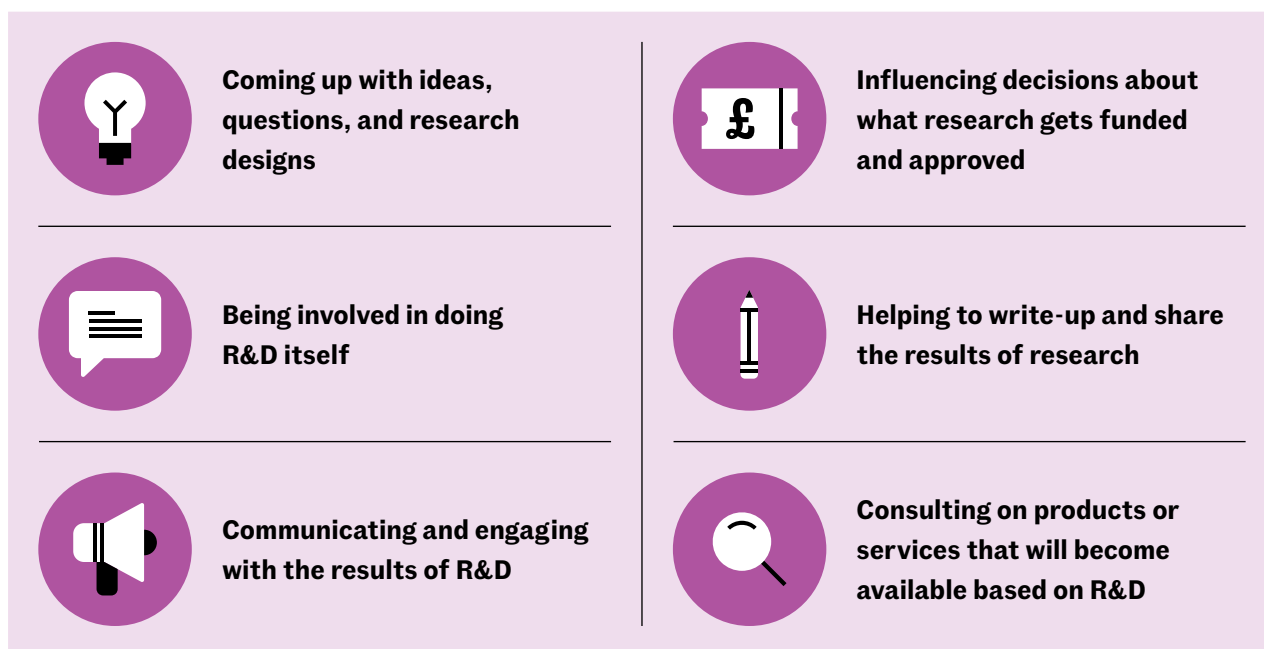 Coming up with ideas,
questions, and research
designs
£
Influencing decisions about
what research gets funded
and approved
Being involved in doing
R&D itself
Helping to write-up and share
the results of research
Communicating and engaging
with the results of R&D
Consulting on products or
services that will become
available based on R&D